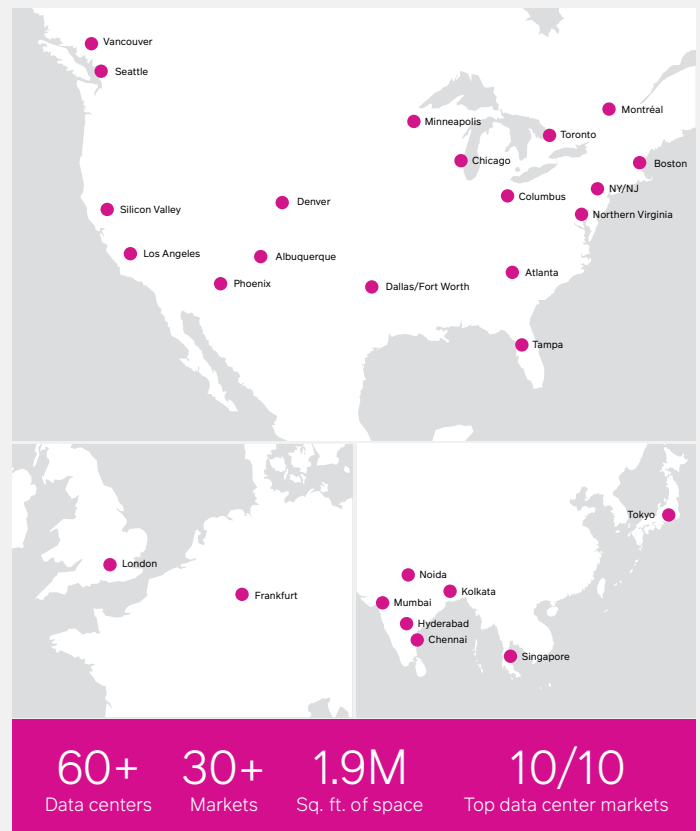 Vancouver
Seattle
Montréal
Minneapolis
Toronto
Chicago
Boston
NY/NJ
Columbus
Denver
Silicon Valley
Northern Virginia
Los Angeles
Albuquerque
Atlanta
Phoenix
Dallas/Fort Worth
Tampa
London
Frankfurt
Tokyo
Noida
Kolkata
Mumbai
Hyderabad
Chennai
Singapore
60+
Data centers
30+
Markets
1.9M
Sq. ft. of space
10/10
Top data center markets